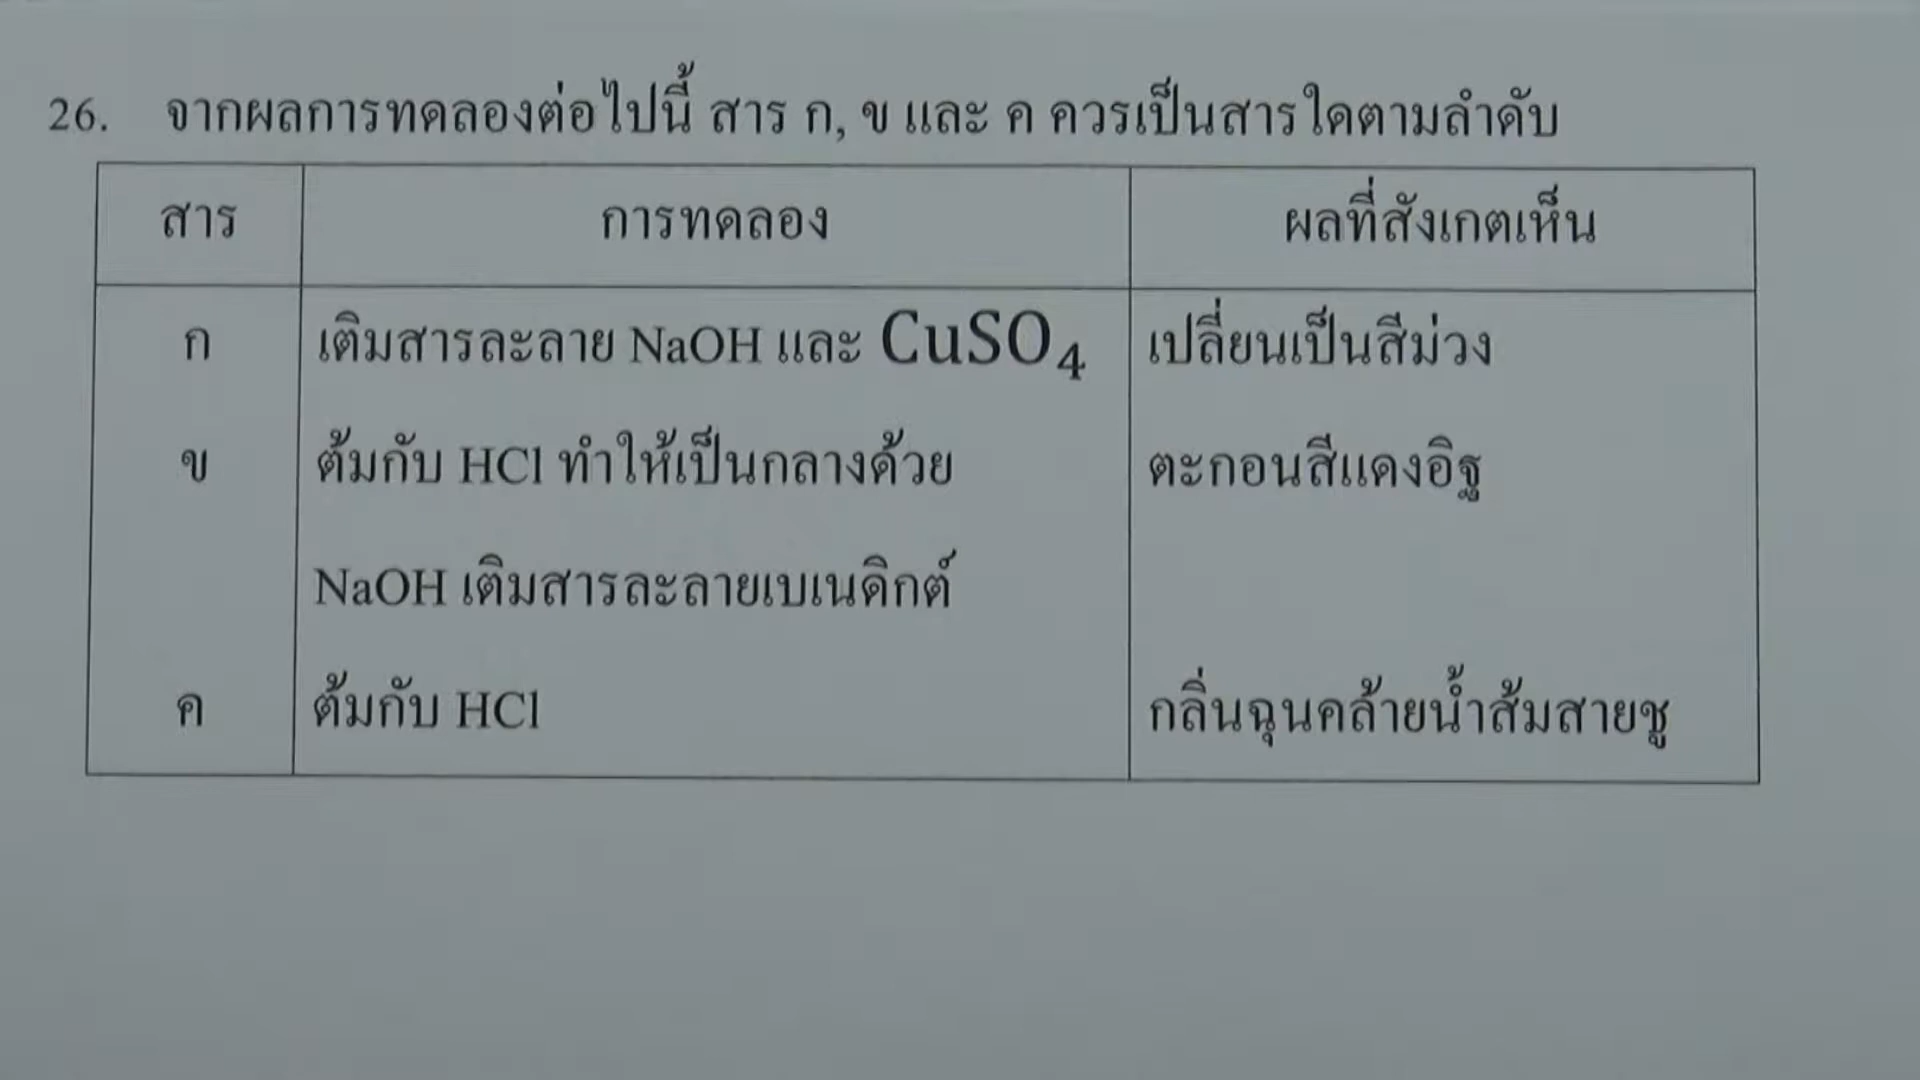 26. จากผลการทดลองต่อไปนี้ สาร ก, ข และ ค ควรเป็นสารใดตามลำดับ
สาร การทดลอง ผลที่สังเกตเห็น
ก เติมสารละลาย NaOH และ CuSO₄ เปลี่ยนเป็นสีม่วง
ข ต้มกับ HCl ทำให้เป็นกลางด้วย ตะกอนสีแดงอิฐ
NaOH เติมสารละลายเบเนดิกต์
ค ต้มกับ HCl กลิ่นฉุนคล้ายน้ำส้มสายชู